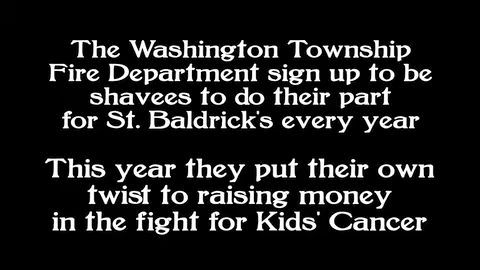 The Washington Township
Fire Department sign up to be
shavees to do their part
for St. Baldrick's every year
This year they put their own
twist to raising money
in the fight for Kids' Cancer